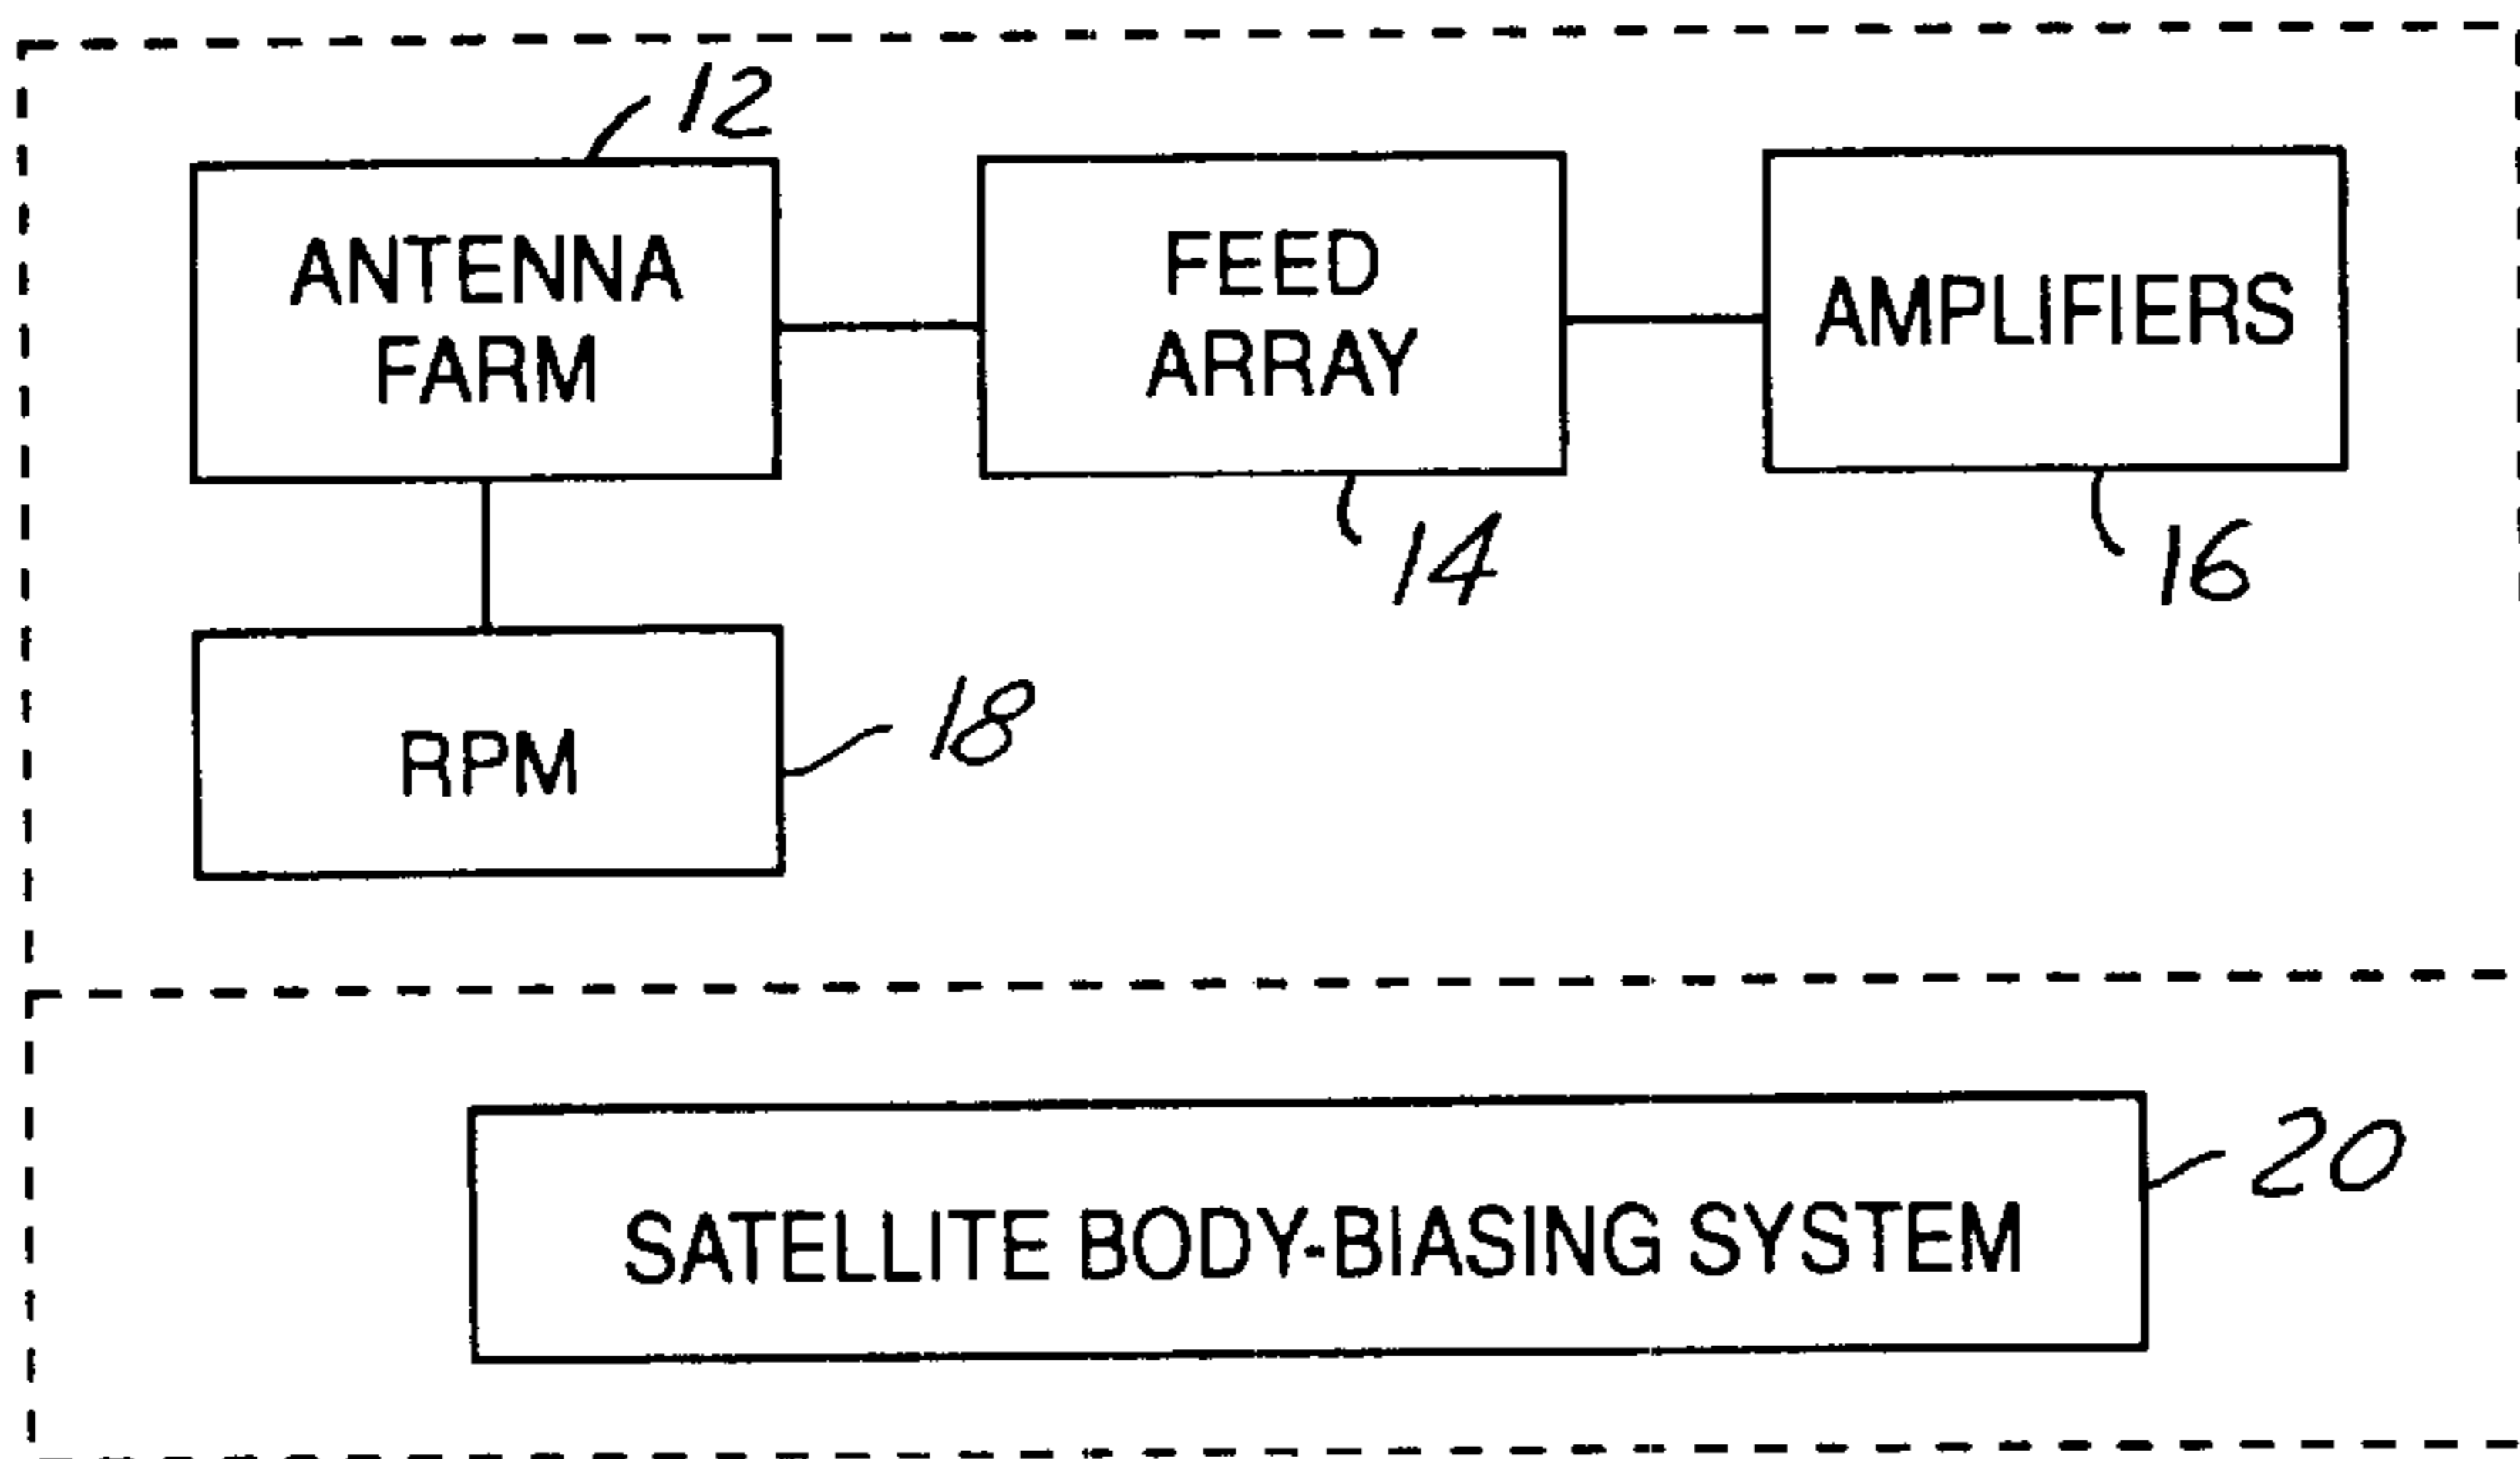 12
ANTENNA
FARM
FEED
ARRAY
AMPLIFIERS
14
16
RPM
18
SATELLITE BODY-BIASING SYSTEM
20